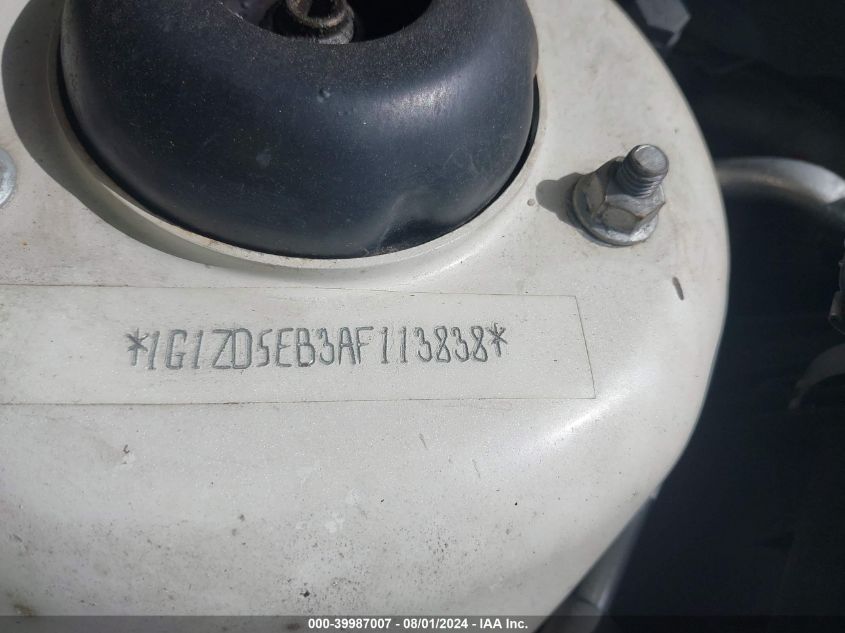 *1G1ZD5EB3AF113838*
000-39987007 - 08/01/2024 - IAA Inc.